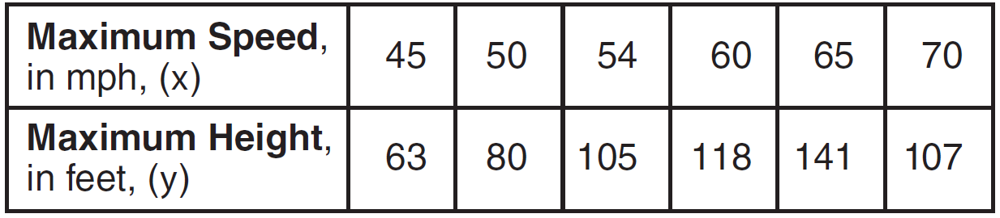 Maximum Speed, 45 50 54 60 65 70
in mph, (x)
Maximum Height, 63 80 105 118 141 107
in feet, (y)